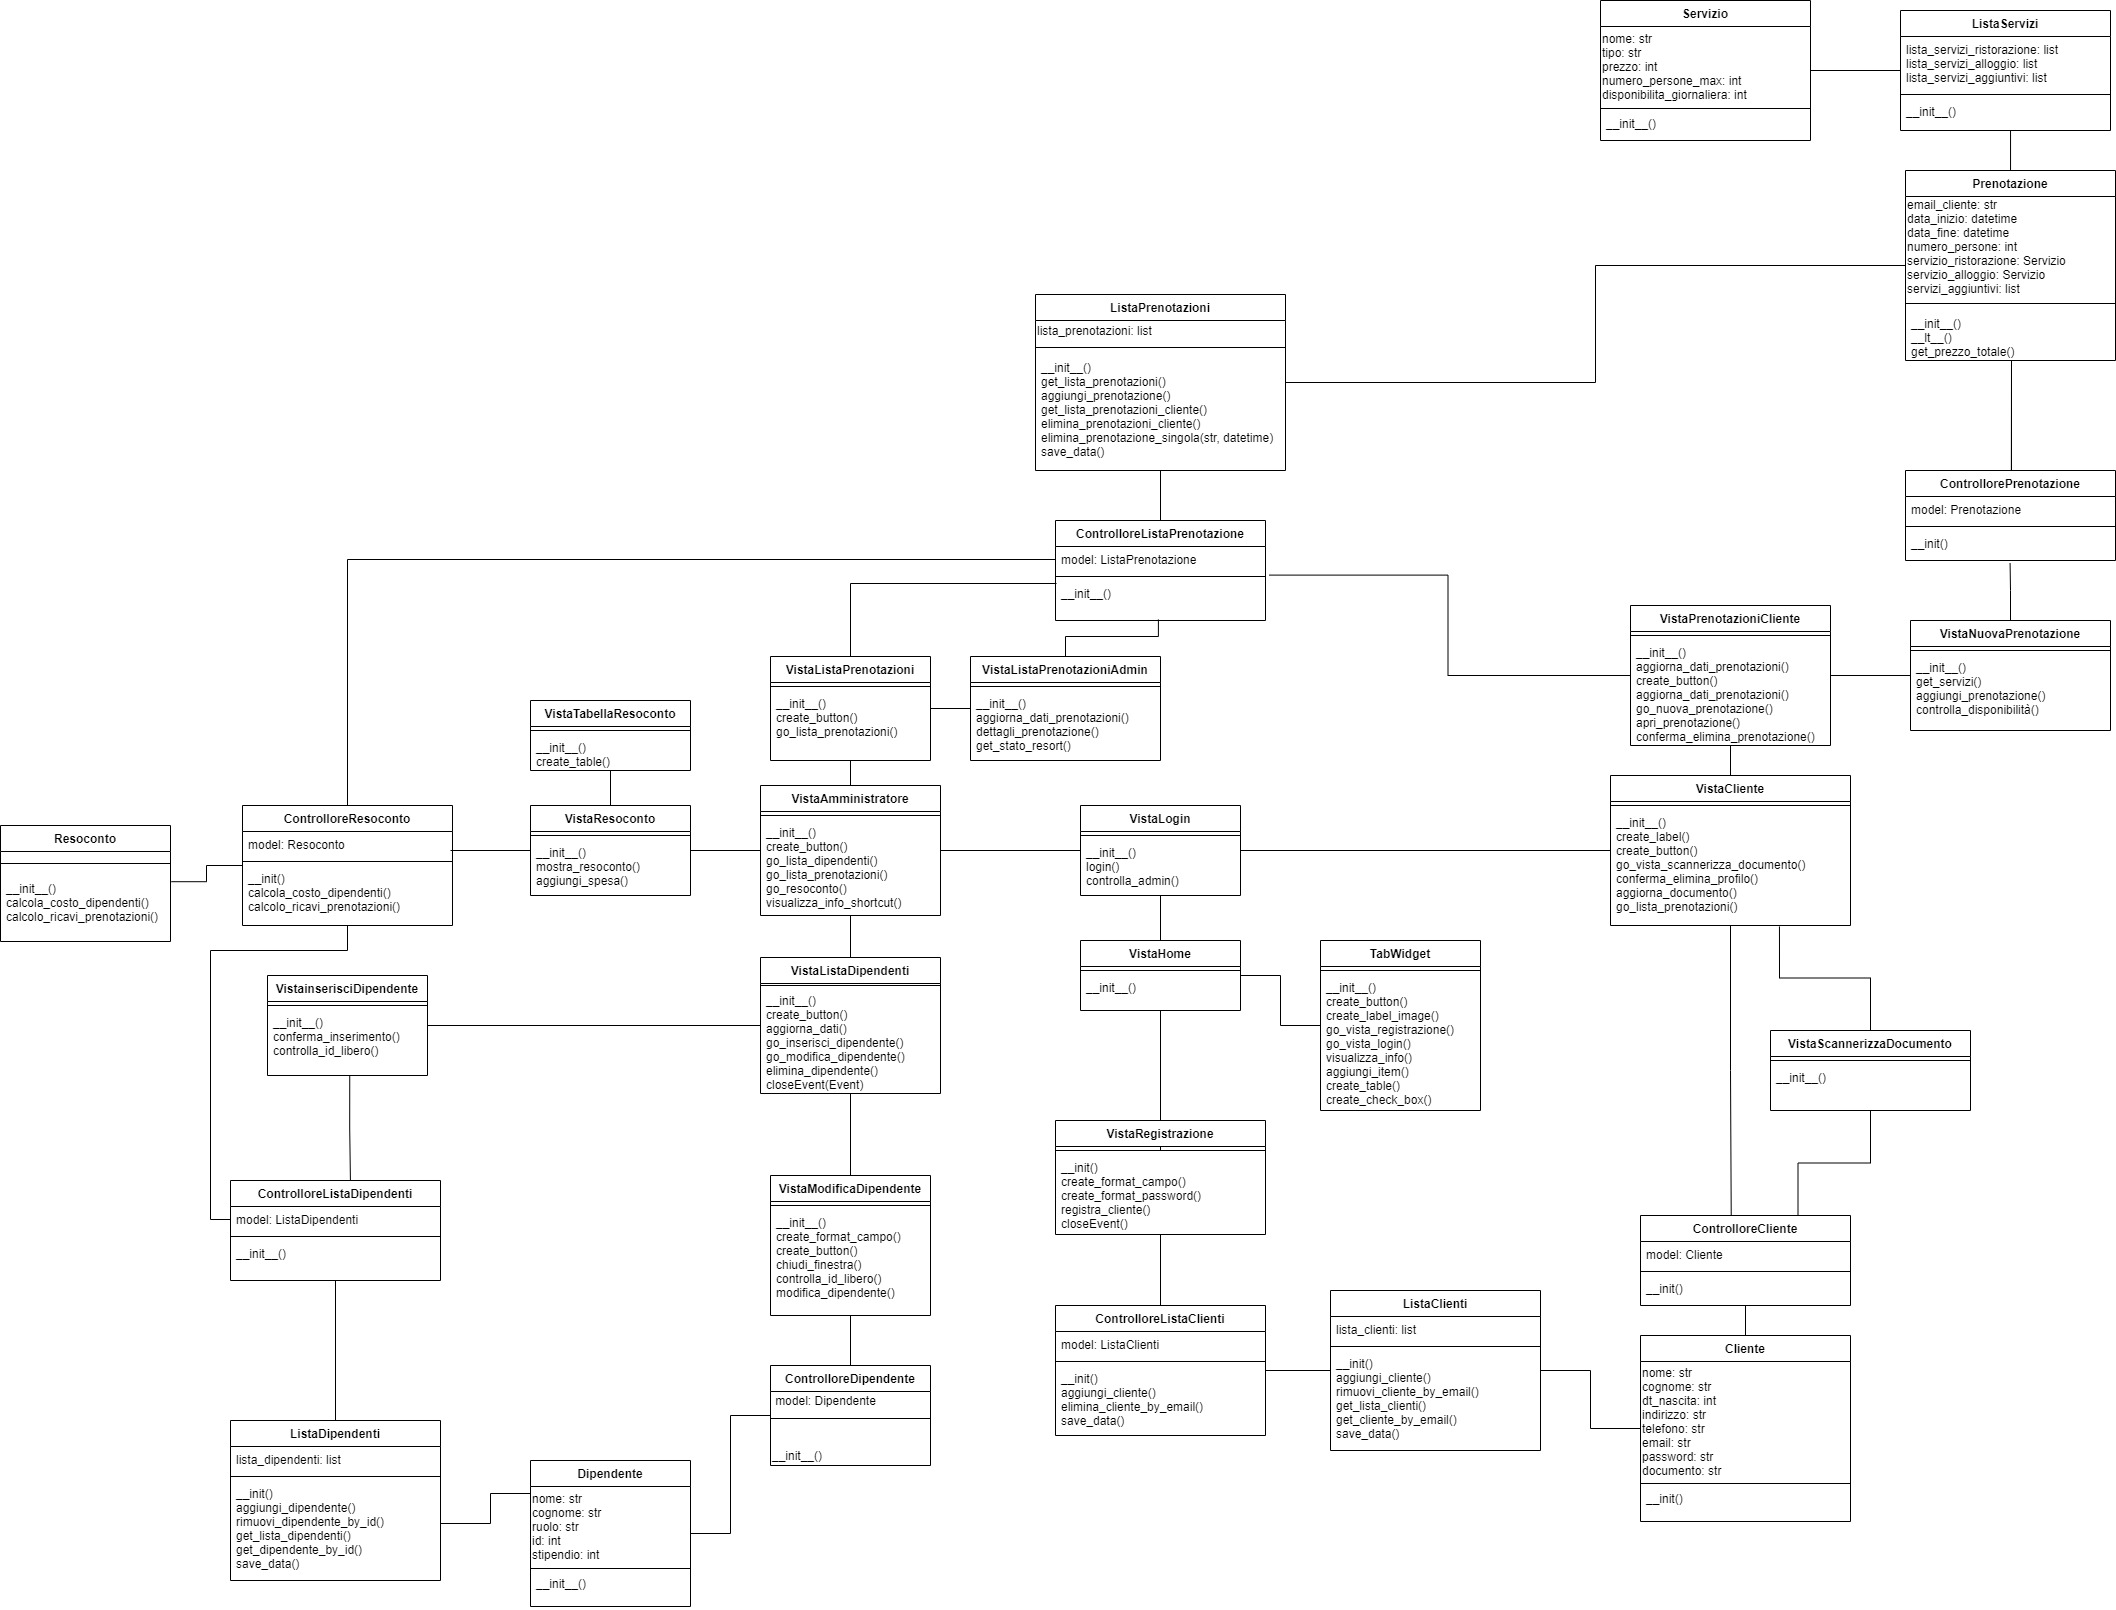 Servizio
nome: str
tipo: str
prezzo: int
numero_persone_max: int
disponibilita_giornaliera: int
__init__()
ListaServizi
lista_servizi_ristorazione: list
lista_servizi_alloggio: list
lista_servizi_aggiuntivi: list
__init__()
Prenotazione
email_cliente: str
data_inizio: datetime
data_fine: datetime
numero_persone: int
servizio_ristorazione: Servizio
servizio_alloggio: Servizio
servizi_aggiuntivi: list
__init__()
__lt__()
get_prezzo_totale()
ListaPrenotazioni
lista_prenotazioni: list
__init__()
get_lista_prenotazioni()
aggiungi_prenotazione()
get_lista_prenotazioni_cliente()
elimina_prenotazioni_cliente()
elimina_prenotazione_singola(str, datetime)
save_data()
ControllorePrenotazione
model: Prenotazione
__init()
ControlloreListaPrenotazione
model: ListaPrenotazione
__init__()
VistaPrenotazioniCliente
__init__()
aggiorna_dati_prenotazioni()
create_button()
aggiorna_dati_prenotazioni()
go_nuova_prenotazione()
apri_prenotazione()
conferma_elimina_prenotazione()
VistaNuovaPrenotazione
__init__()
get_servizi()
aggiungi_prenotazione()
controlla_disponibilità()
VistaListaPrenotazioni
__init__()
create_button()
go_lista_prenotazioni()
VistaListaPrenotazioniAdmin
__init__()
aggiorna_dati_prenotazioni()
dettagli_prenotazione()
get_stato_resort()
VistaTabellaResoconto
__init__()
create_table()
Resoconto
__init__()
calcola_costo_dipendenti()
calcolo_ricavi_prenotazioni()
ControlloreResoconto
model: Resoconto
__init()
calcola_costo_dipendenti()
calcolo_ricavi_prenotazioni()
VistaResoconto
__init__()
mostra_resoconto()
aggiungi_spesa()
VistaAmministratore
__init__()
create_button()
go_lista_dipendenti()
go_lista_prenotazioni()
go_resoconto()
visualizza_info_shortcut()
VistaLogin
__init__()
login()
controlla_admin()
VistaCliente
__init__()
create_label()
create_button()
go_vista_scannerizza_documento()
conferma_elimina_profilo()
aggiorna_documento()
go_lista_prenotazioni()
VistainserisciDipendente
__init__()
conferma_inserimento()
controlla_id_libero()
VistaListaDipendenti
__init__()
create_button()
aggiorna_dati()
go_inserisci_dipendente()
go_modifica_dipendente()
elimina_dipendente()
closeEvent(Event)
VistaHome
__init__()
TabWidget
__init__()
create_button()
create_label_image()
go_vista_registrazione()
go_vista_login()
visualizza_info()
aggiungi_item()
create_table()
create_check_box()
VistaScannerizzaDocumento
__init__()
VistaRegistrazione
__init()
create_format_campo()
create_format_password()
registra_cliente()
closeEvent()
ControlloreListaDipendenti
model: ListaDipendenti
__init__()
VistaModificaDipendente
__init__()
create_format_campo()
create_button()
chiudi_finestra()
controlla_id_libero()
modifica_dipendente()
ControlloreCliente
model: Cliente
__init()
ControlloreListaClienti
model: ListaClienti
__init()
aggiungi_cliente()
elimina_cliente_by_email()
save_data()
ListaClienti
lista_clienti: list
__init()
aggiungi_cliente()
rimuovi_cliente_by_email()
get_lista_clienti()
get_cliente_by_email()
save_data()
Cliente
nome: str
cognome: str
dt_nascita: int
indirizzo: str
telefono: str
email: str
password: str
documento: str
__init()
ControlloreDipendente
model: Dipendente
__init__()
ListaDipendenti
lista_dipendenti: list
__init()
aggiungi_dipendente()
rimuovi_dipendente_by_id()
get_lista_dipendenti()
get_dipendente_by_id()
save_data()
Dipendente
nome: str
cognome: str
ruolo: str
id: int
stipendio: int
__init__()